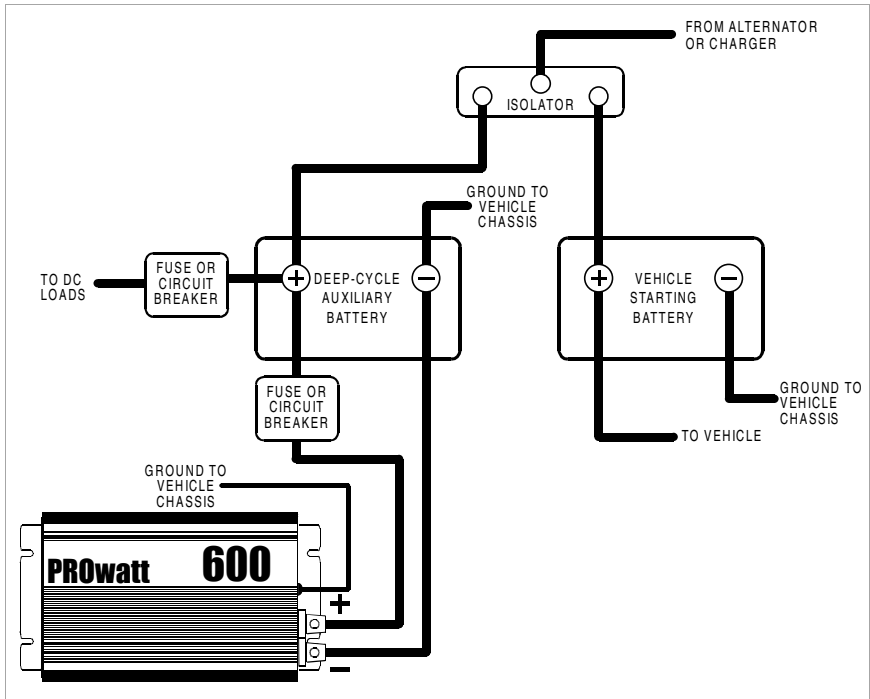 FROM ALTERNATOR
OR CHARGER
ISOLATOR
GROUND TO
VEHICLE
CHASSIS
TO DC
LOADS
FUSE OR
CIRCUIT
BREAKER
+
DEEP-CYCLE
AUXILIARY
BATTERY
−
+
VEHICLE
STARTING
BATTERY
−
FUSE OR
CIRCUIT
BREAKER
GROUND TO
VEHICLE
CHASSIS
TO VEHICLE
GROUND TO
VEHICLE
CHASSIS
PROwatt 600
+
−